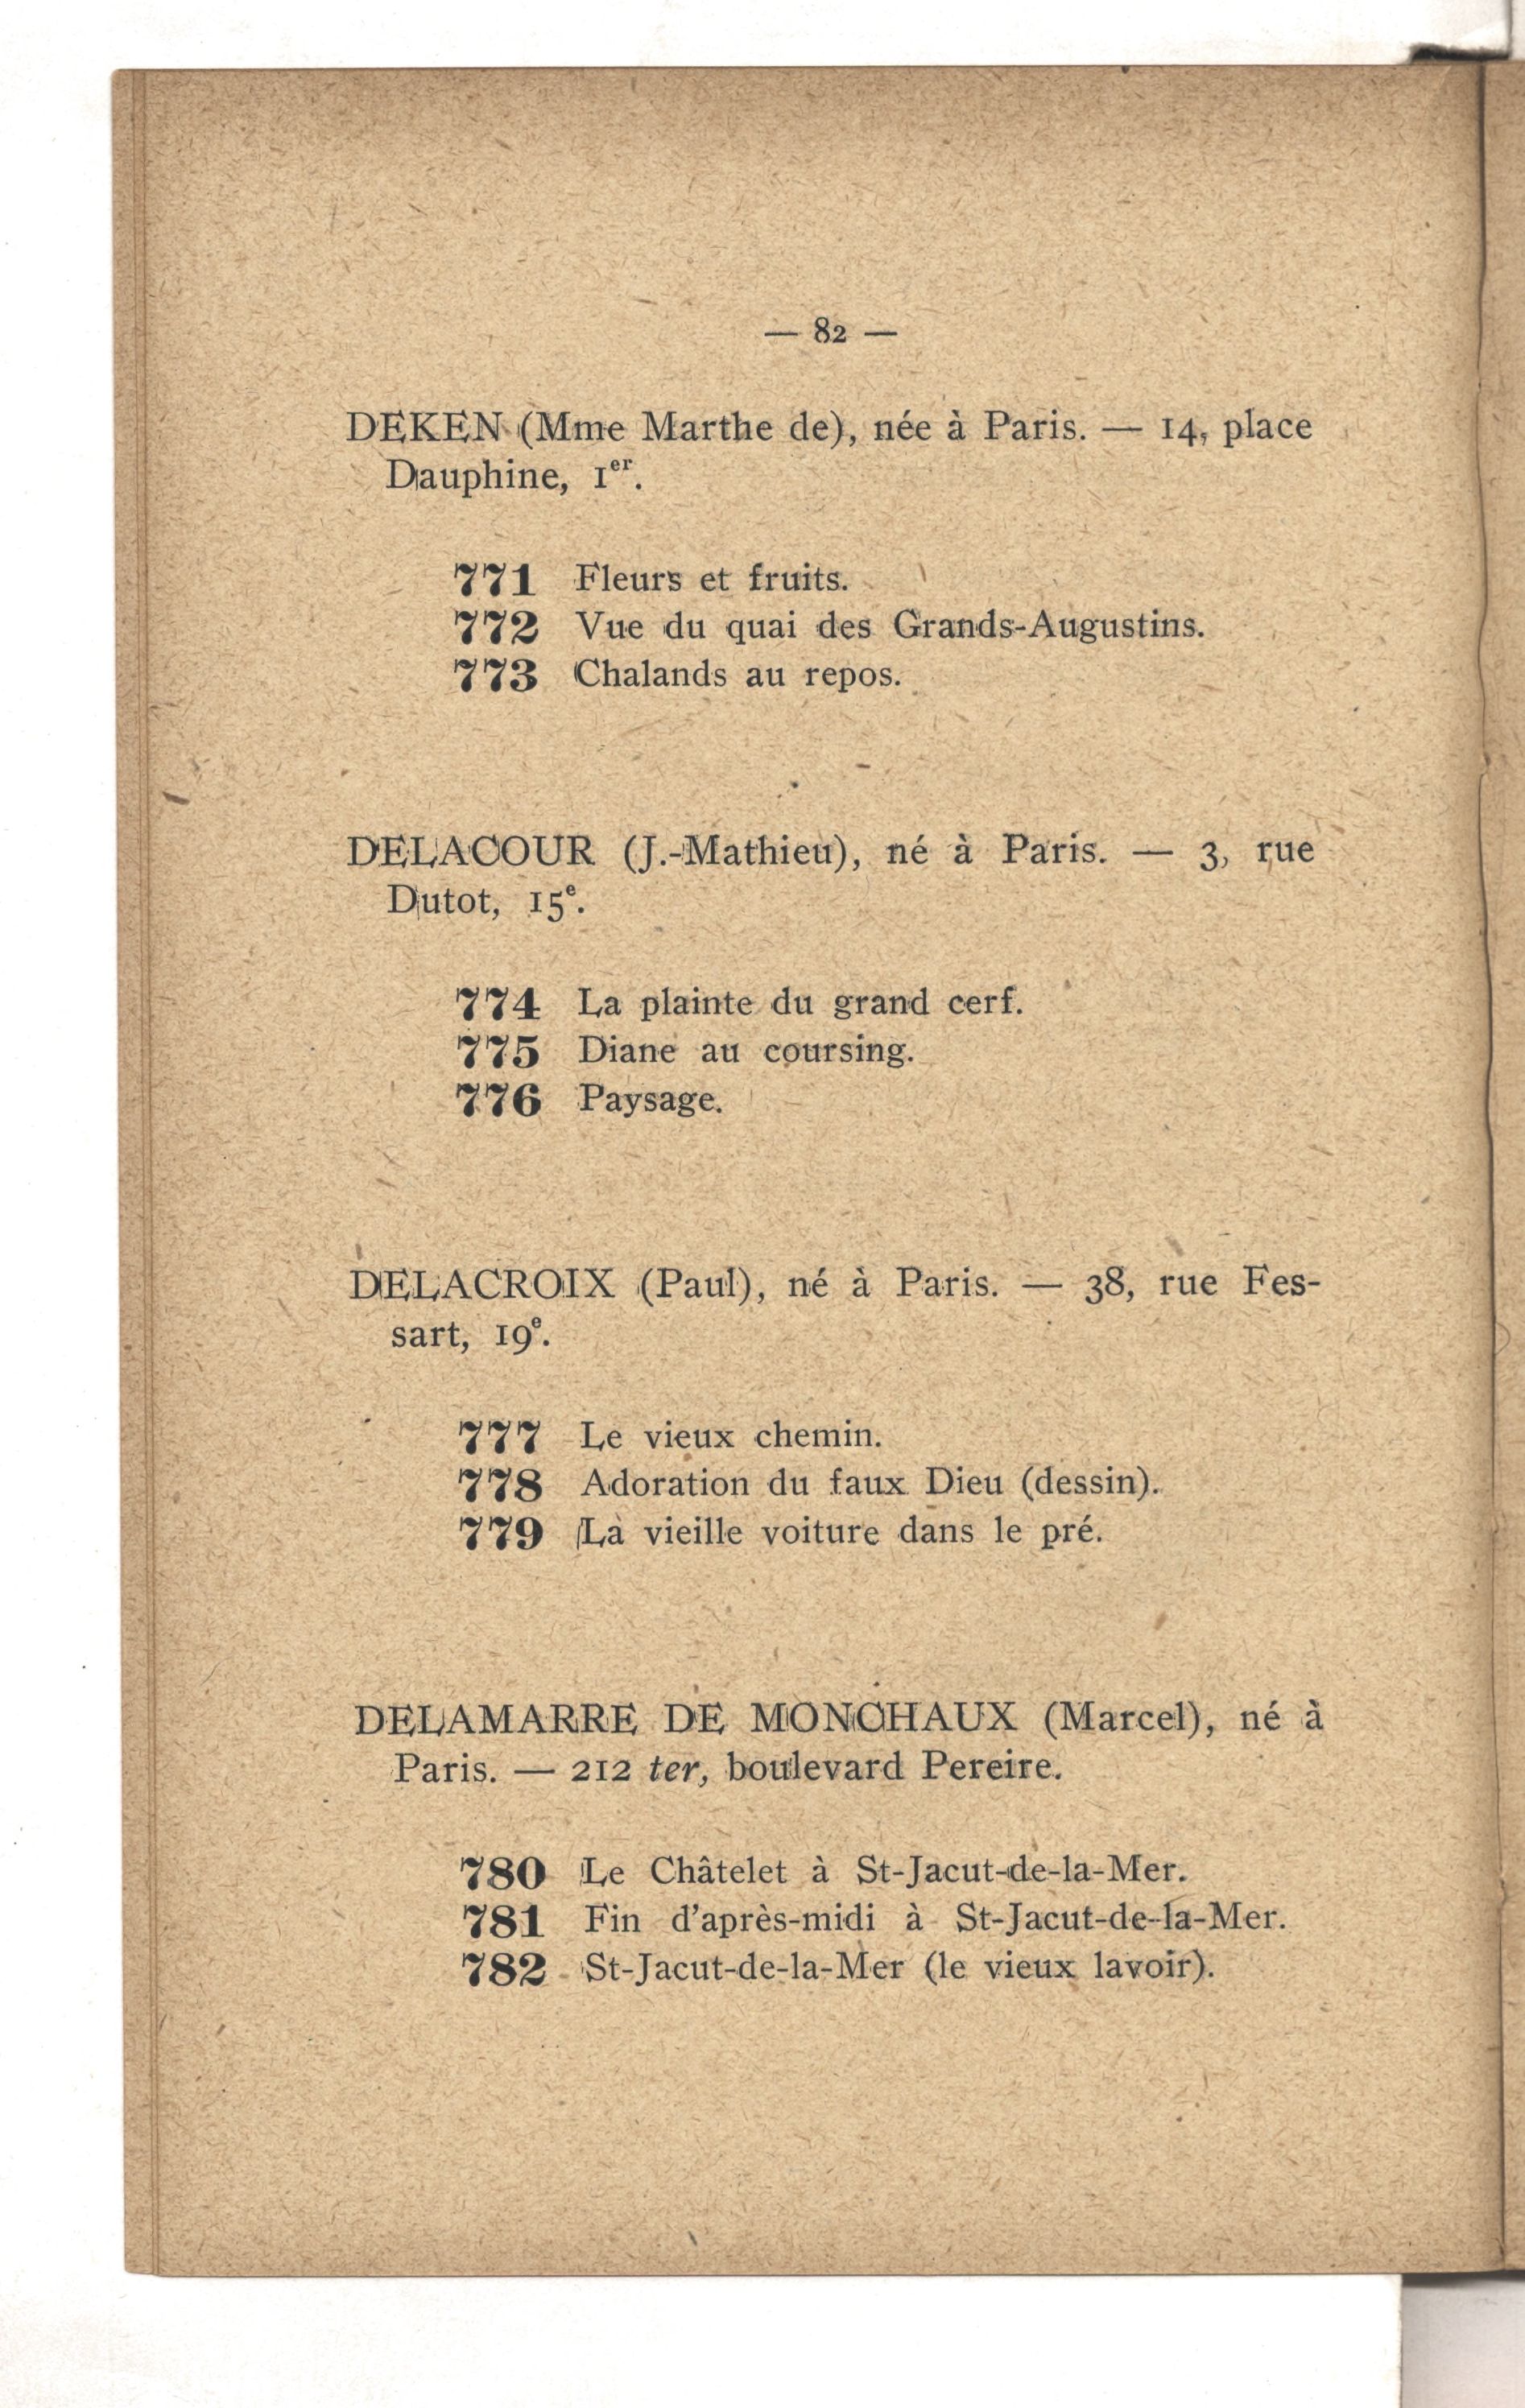 — 82 —
DEKEN (Mme Marthe de), née à Paris. — 14, place
Dauphine, 1er.
771 Fleurs et fruits.
772 Vue du quai des Grands-Augustins.
773 Chalands au repos.
DELACOUR (J.-Mathieu), né à Paris. — 3, rue
Dutot, 15e.
774 La plainte du grand cerf.
775 Diane au coursing.
776 Paysage.
DELACROIX (Paul), né à Paris. — 38, rue Fes-
sart, 19e.
777 Le vieux chemin.
778 Adoration du faux Dieu (dessin).
779 La vieille voiture dans le pré.
DELAMARRE DE MONCHAUX (Marcel), né à
Paris. — 212 ter, boulevard Pereire.
780 Le Châtelet à St-Jacut-de-la-Mer.
781 Fin d'après-midi à St-Jacut-de-la-Mer.
782 St-Jacut-de-la-Mer (le vieux lavoir).